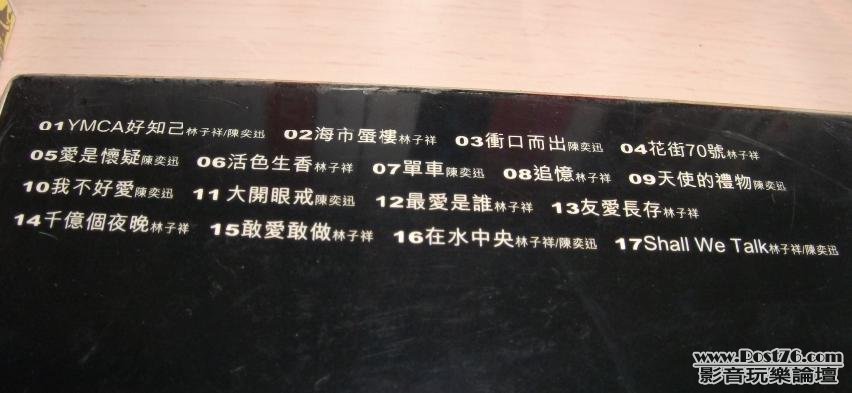 01YMCA好知己林子祥/陳奕迅 02海市蜃樓林子祥 03衝口而出陳奕迅 04花街70號林子祥
05愛是懷疑陳奕迅 06活色生香林子祥 07單車陳奕迅 08追憶林子祥 09天使的禮物陳奕迅
10我不好愛陳奕迅 11大開眼戒陳奕迅 12最愛是誰林子祥 13友愛長存林子祥
14千億個夜晚林子祥 15敢愛敢做林子祥 16在水中央林子祥/陳奕迅 17Shall We Talk林子祥/陳奕迅
www.Post76.com
影音玩樂論壇